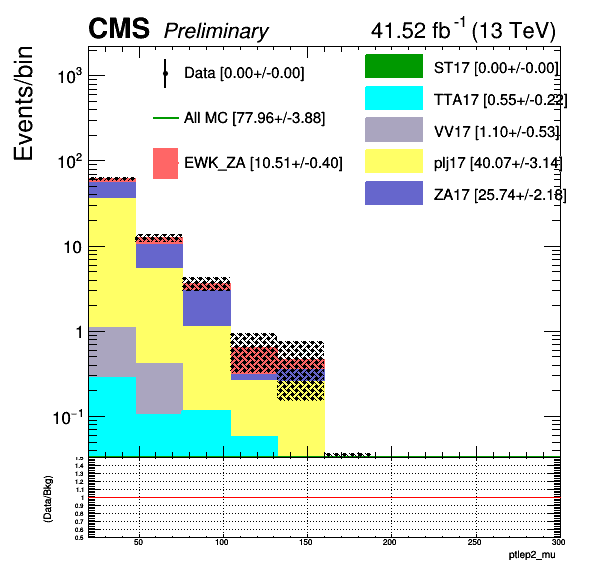 CMS Preliminary 41.52 fb⁻¹ (13 TeV)
Events/bin
10³
10²
10
1
10⁻¹
Data [0.00+/-0.00]
All MC [77.96+/-3.88]
EWK_ZA [10.51+/-0.40]
ST17 [0.00+/-0.00]
TTA17 [0.55+/-0.22]
VV17 [1.10+/-0.53]
plj17 [40.07+/-3.14]
ZA17 [25.74+/-2.18]
(Data/Bkg)
1.5
1.4
1.3
1.2
1.1
1
0.9
0.8
0.7
0.6
0.5
50 100 150 200 250 300
ptlep2_mu